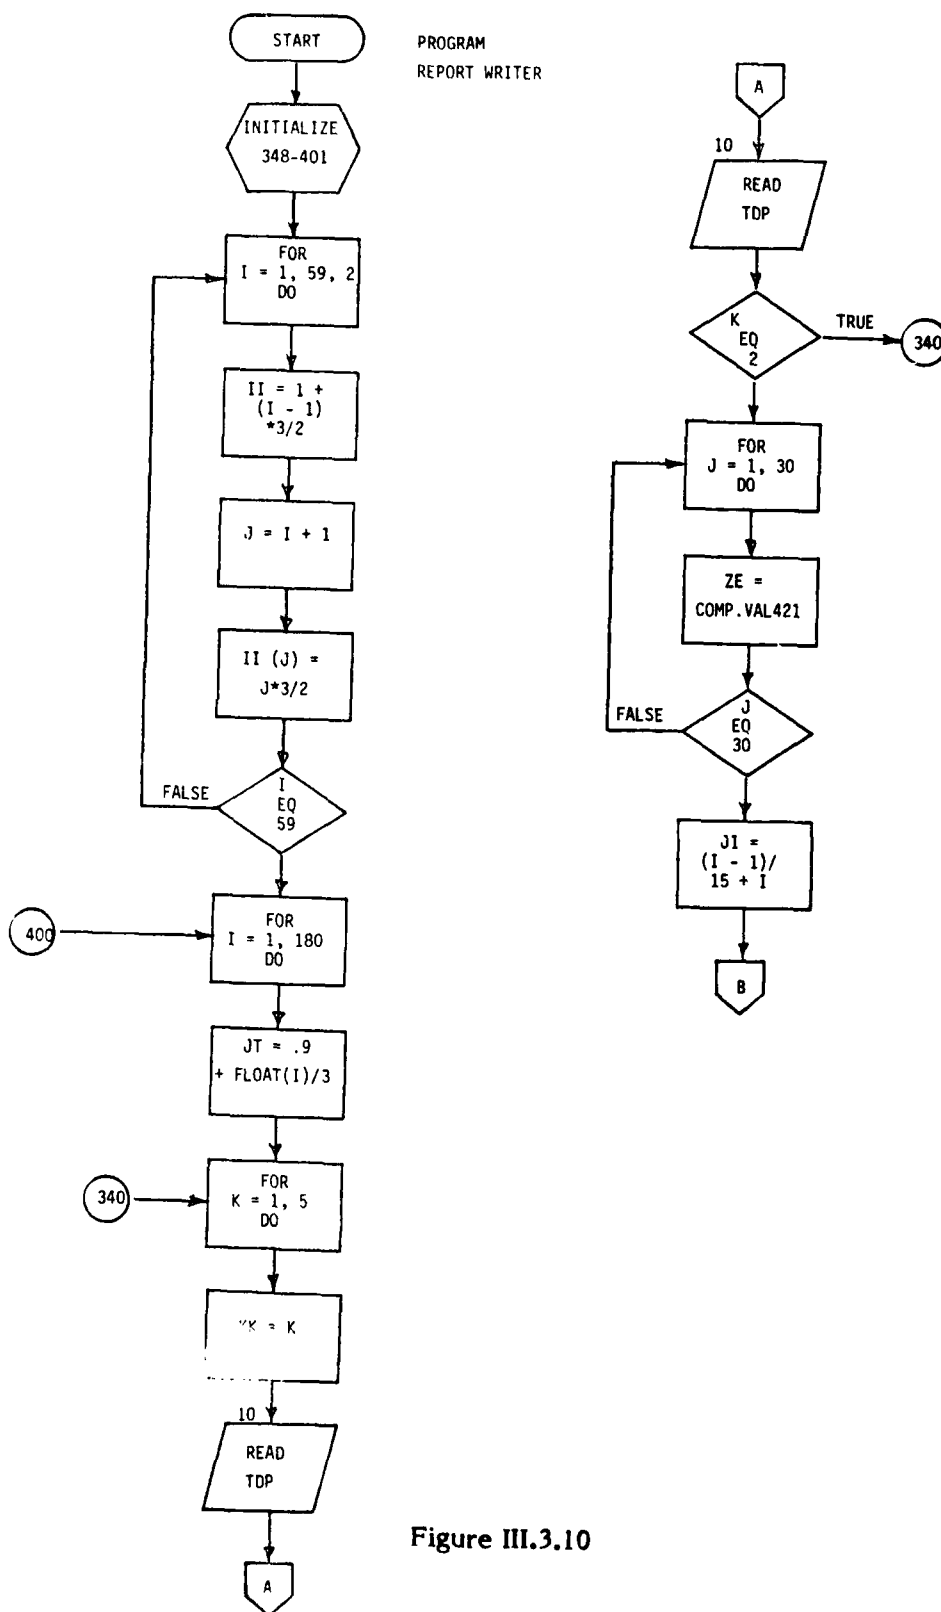 START
PROGRAM
REPORT WRITER
INITIALIZE
348-401
FOR
I = 1, 59, 2
DO
II = 1 +
(I - 1)
*3/2
J = I + 1
II (J) =
J*3/2
I
EQ
59
FALSE
400
FOR
I = 1, 180
DO
JT = .9
+ FLOAT(I)/3
340
FOR
K = 1, 5
DO
KK = K
10
READ
TDP
A
A
10
READ
TDP
K
EQ
2
TRUE
340
FOR
J = 1, 30
DO
ZE =
COMP.VAL421
J
EQ
30
FALSE
JI =
(I - 1)/
15 + I
B
Figure III.3.10